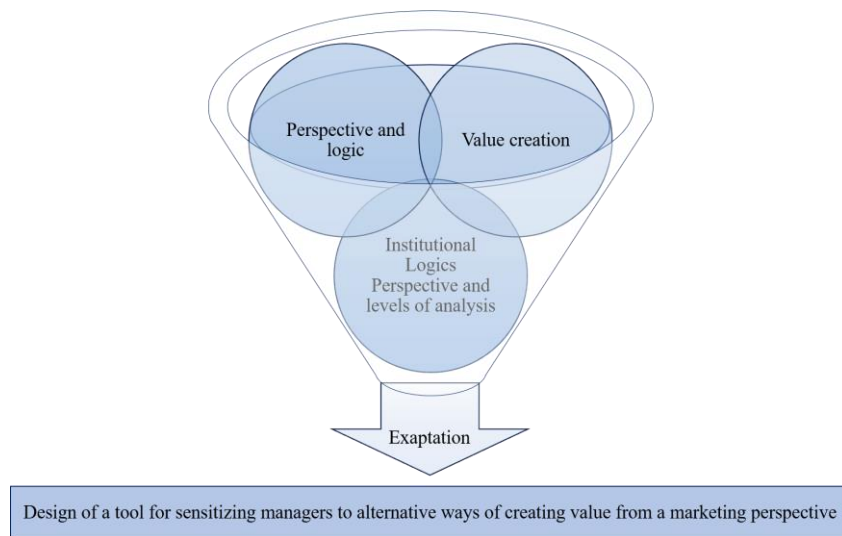 Perspective and
logic
Value creation
Institutional
Logics
Perspective and
levels of analysis
Exaptation
Design of a tool for sensitizing managers to alternative ways of creating value from a marketing perspective